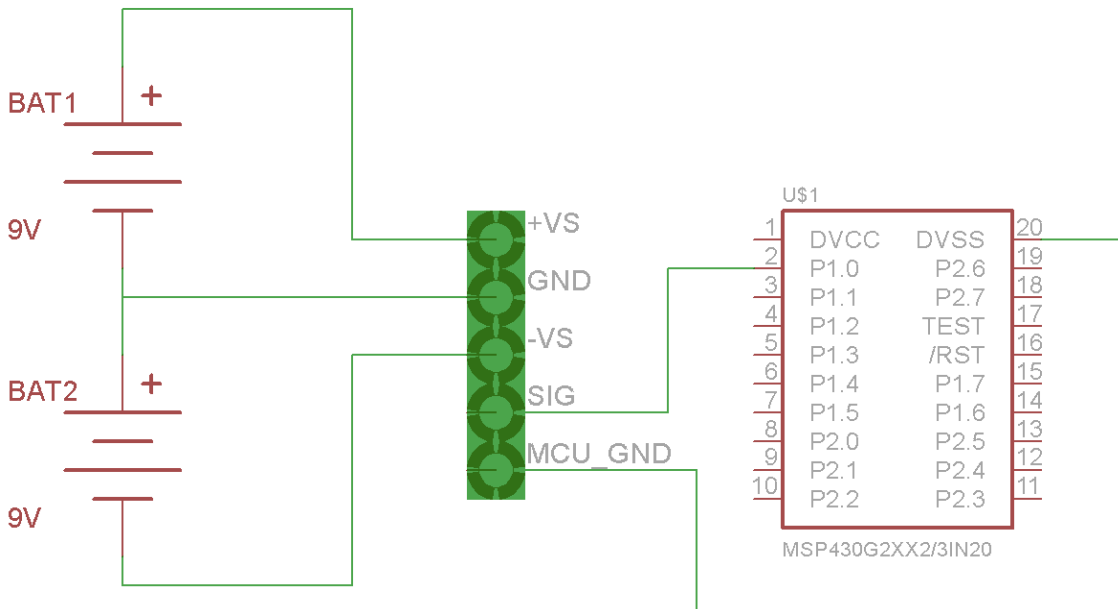 BAT1
+
9V
BAT2
+
9V
+VS
GND
-VS
SIG
MCU_GND
U$1
1 DVCC DVSS 20
2 P1.0 P2.6 19
3 P1.1 P2.7 18
4 P1.2 TEST 17
5 P1.3 /RST 16
6 P1.4 P1.7 15
7 P1.5 P1.6 14
8 P2.0 P2.5 13
9 P2.1 P2.4 12
10 P2.2 P2.3 11
MSP430G2XX2/3IN20